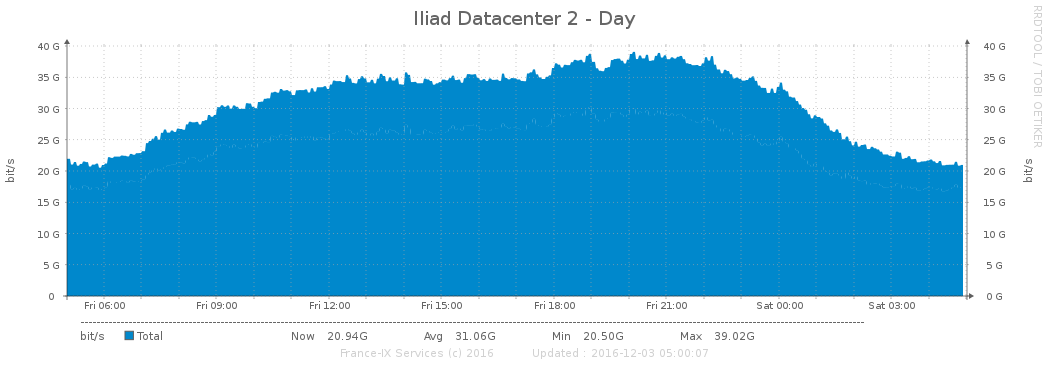 Iliad Datacenter 2 - Day
RRDTOOL / TOBI OETIKER
40 G 40 G
35 G 35 G
30 G 30 G
25 G 25 G
20 G 20 G
15 G 15 G
10 G 10 G
5 G 5 G
0 0 G
bit/s bit/s
Fri 06:00 Fri 09:00 Fri 12:00 Fri 15:00 Fri 18:00 Fri 21:00 Sat 00:00 Sat 03:00
bit/s Total Now 20.94G Avg 31.06G Min 20.50G Max 39.02G
France-IX Services (c) 2016 Updated : 2016-12-03 05:00:07